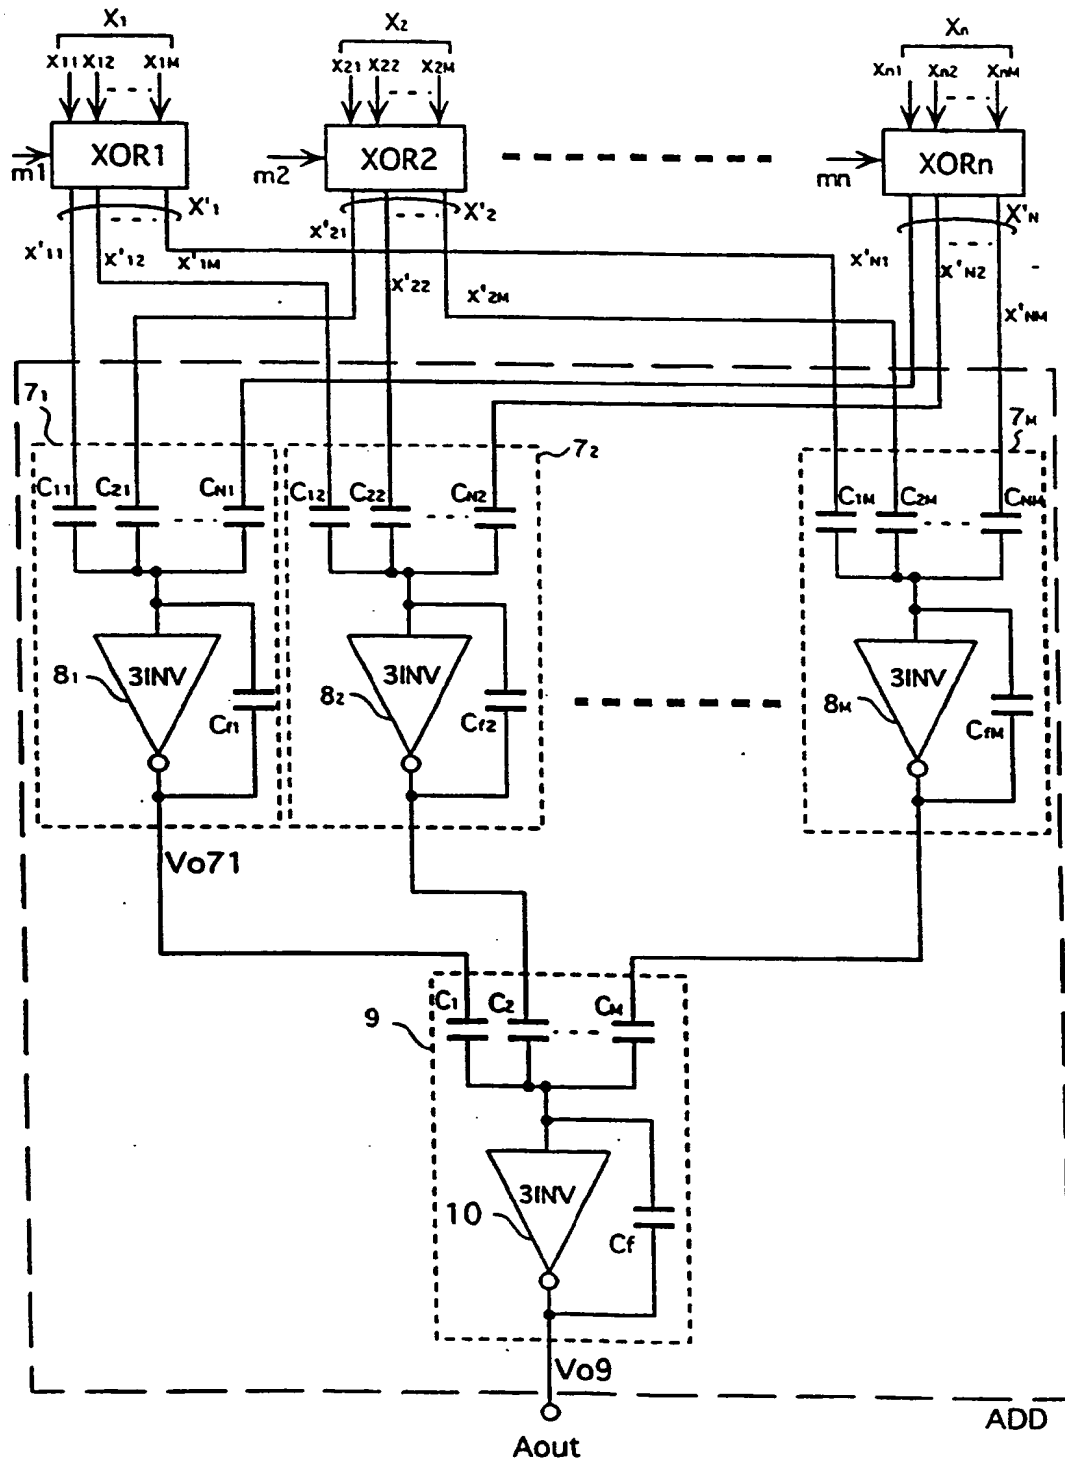 X1 X2 Xn
x11 x12 x1M x21 x22 x2M xn1 xn2 xnM
XOR1 XOR2 XORn
m1 m2 mn
X'1 X'2 X'N
x'11 x'12 x'1M x'21 x'22 x'2M x'N1 x'N2 x'NM
71 72 7M
C11 C21 CN1 C12 C22 CN2 C1M C2M CNM
3INV 3INV 3INV
81 82 8M
Cf1 Cf2 CfM
Vo71
C1 C2 CM
9
3INV
10
Cf
Vo9
ADD
Aout